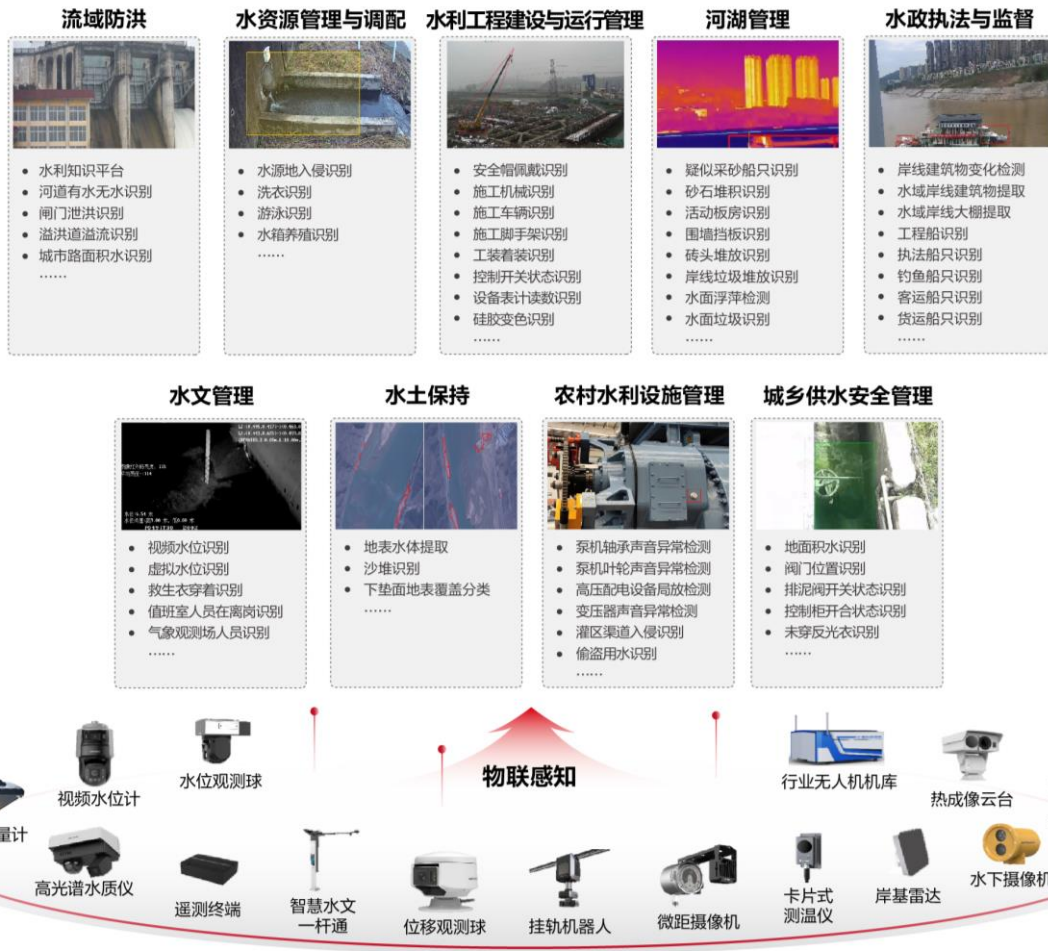 流域防洪
水资源管理与调配
水利工程建设与运行管理
河湖管理
水政执法与监督
水利知识平台
河道有水无水识别
闸门泄洪识别
溢洪道溢流识别
城市路面积水识别
……
水源地入侵识别
洗衣识别
游泳识别
水箱养殖识别
……
安全帽佩戴识别
施工机械识别
施工车辆识别
施工脚手架识别
工装着装识别
控制开关状态识别
设备表计读数识别
硅胶变色识别
……
疑似采砂船只识别
砂石堆积识别
活动板房识别
围墙挡板识别
砖头堆放识别
岸线垃圾堆放识别
水面浮萍检测
水面垃圾识别
……
岸线建筑物变化检测
水域岸线建筑物提取
水域岸线大棚提取
工程船识别
执法船只识别
钓鱼船只识别
客运船只识别
货运船只识别
……
水文管理
水土保持
农村水利设施管理
城乡供水安全管理
视频水位识别
虚拟水位识别
救生衣穿着识别
值班室人员在离岗识别
气象观测场人员识别
……
地表水体提取
沙堆识别
下垫面地表覆盖分类
……
泵机轴承声音异常检测
泵机叶轮声音异常检测
高压配电设备局放检测
变压器声音异常检测
灌区渠道入侵识别
偷盗用水识别
……
地面积水识别
阀门位置识别
排泥阀开关状态识别
控制柜开合状态识别
未穿反光衣识别
……
物联感知
视频水位计
水位观测球
行业无人机机库
热成像云台
量计
高光谱水质仪
遥测终端
智慧水文
一杆通
位移观测球
挂轨机器人
微距摄像机
卡片式
测温仪
岸基雷达
水下摄像机